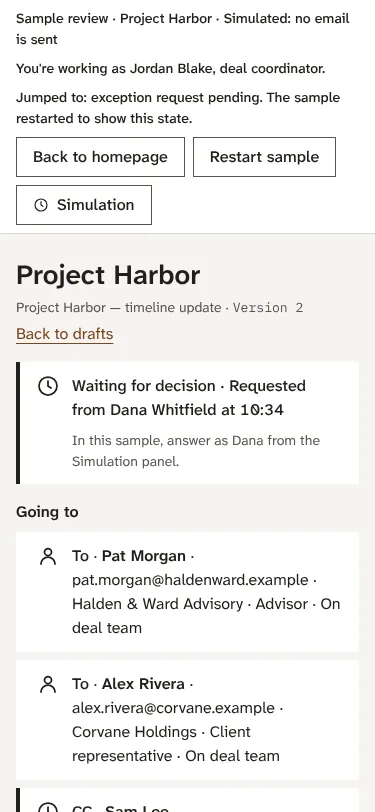 Sample review · Project Harbor · Simulated: no email
is sent
You're working as Jordan Blake, deal coordinator.
Jumped to: exception request pending. The sample
restarted to show this state.
Back to homepage
Restart sample
Simulation
Project Harbor
Project Harbor — timeline update · Version 2
Back to drafts
Waiting for decision · Requested
from Dana Whitfield at 10:34
In this sample, answer as Dana from the
Simulation panel.
Going to
To · Pat Morgan ·
pat.morgan@haldenward.example ·
Halden & Ward Advisory · Advisor · On
deal team
To · Alex Rivera ·
alex.rivera@corvane.example ·
Corvane Holdings · Client
representative · On deal team
CC · Sam Lee